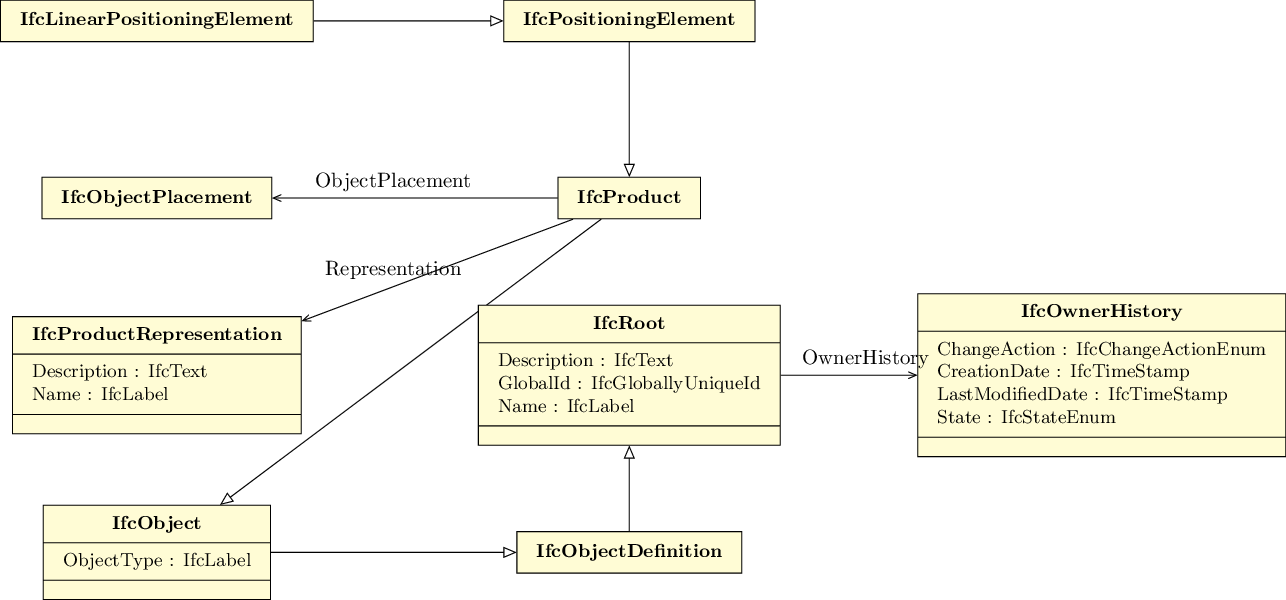 IfcLinearPositioningElement
IfcPositioningElement
ObjectPlacement
IfcObjectPlacement
IfcProduct
Representation
IfcProductRepresentation
Description : IfcText
Name : IfcLabel
IfcRoot
Description : IfcText
GlobalId : IfcGloballyUniqueId
Name : IfcLabel
OwnerHistory
IfcOwnerHistory
ChangeAction : IfcChangeActionEnum
CreationDate : IfcTimeStamp
LastModifiedDate : IfcTimeStamp
State : IfcStateEnum
IfcObject
ObjectType : IfcLabel
IfcObjectDefinition